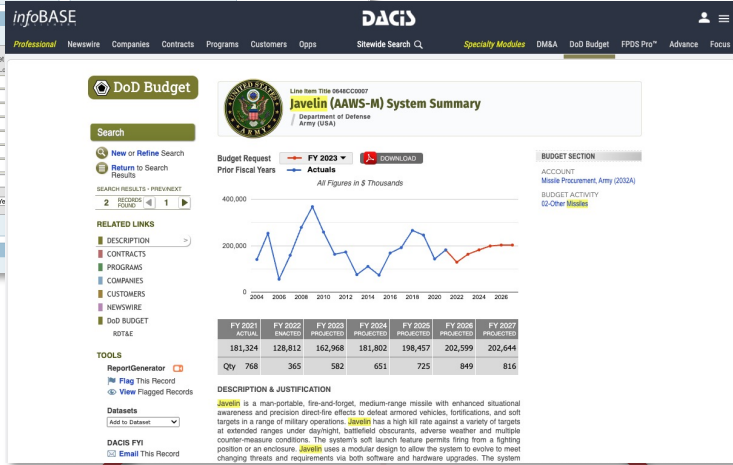 infoBASE
PUBLISHERS
DACIS
Professional Newswire Companies Contracts Programs Customers Opps Sitewide Search Specialty Modules DM&A DoD Budget FPDS Pro™ Advance Focus
DoD Budget
Line Item Title 0648CC0007
Javelin (AAWS-M) System Summary
Department of Defense
Army (USA)
Search
New or Refine Search
Return to Search
Results
SEARCH RESULTS • PREV/NEXT
2 RECORDS FOUND 1
RELATED LINKS
DESCRIPTION >
CONTRACTS
PROGRAMS
COMPANIES
CUSTOMERS
NEWSWIRE
DoD BUDGET
RDT&E
TOOLS
ReportGenerator
Flag This Record
View Flagged Records
Datasets
Add to Dataset
DACIS FYI
Email This Record
Budget Request FY 2023 DOWNLOAD
Prior Fiscal Years Actuals
All Figures in $ Thousands
400,000
200,000
0
2004 2006 2008 2010 2012 2014 2016 2018 2020 2022 2024 2026
FY 2021 FY 2022 FY 2023 FY 2024 FY 2025 FY 2026 FY 2027
ACTUAL ENACTED PROJECTED PROJECTED PROJECTED PROJECTED PROJECTED
181,324 128,812 162,968 181,802 198,457 202,599 202,644
Qty 768 365 582 651 725 849 816
DESCRIPTION & JUSTIFICATION
Javelin is a man-portable, fire-and-forget, medium-range missile with enhanced situational
awareness and precision direct-fire effects to defeat armored vehicles, fortifications, and soft
targets in a range of military operations. Javelin has a high kill rate against a variety of targets
at extended ranges under day/night, battlefield obscurants, adverse weather and multiple
counter-measure conditions. The system's soft launch feature permits firing from a fighting
position or an enclosure. Javelin uses a modular design to allow the system to evolve to meet
changing threats and requirements via both software and hardware upgrades. The system
BUDGET SECTION
ACCOUNT
Missile Procurement, Army (2032A)
BUDGET ACTIVITY
02-Other Missiles